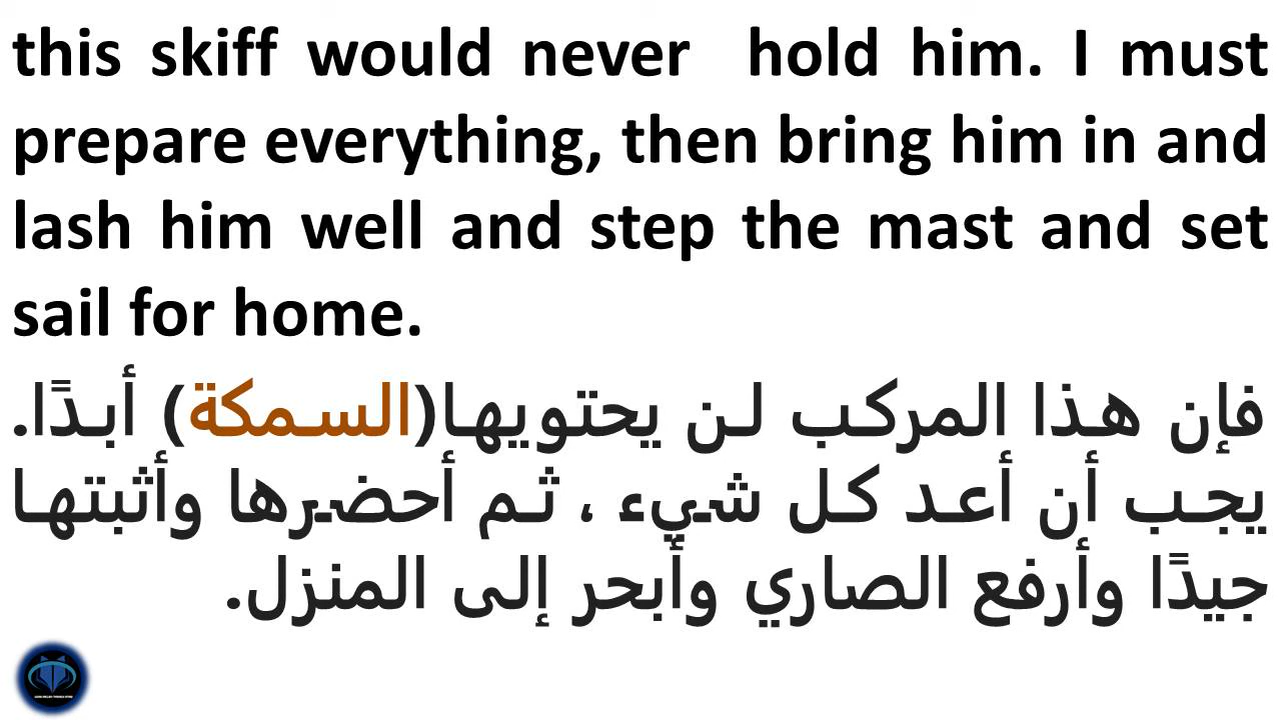 this skiff would never hold him. I must
prepare everything, then bring him in and
lash him well and step the mast and set
sail for home.
فإن هذا المركب لن يحتويها(السمكة) أبدًا.
يجب أن أعد كل شيء ، ثم أحضرها وأثبتها
جيدًا وأرفع الصاري وأبحر إلى المنزل.